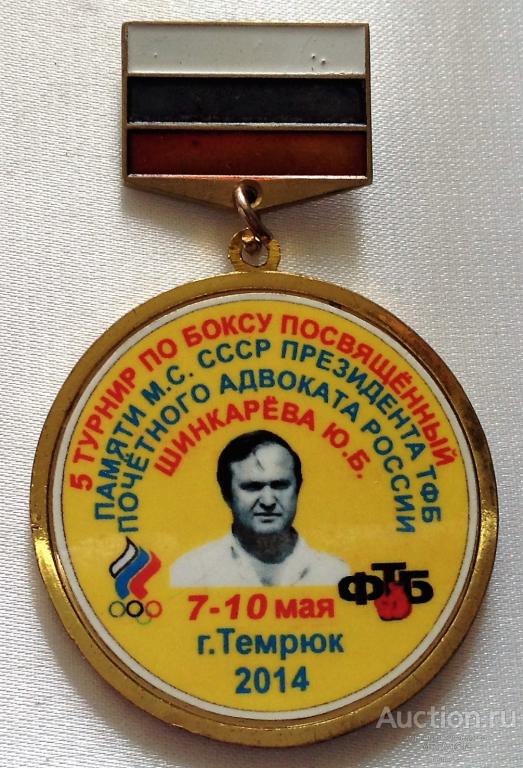 5 ТУРНИР ПО БОКСУ ПОСВЯЩЁННЫЙ
ПАМЯТИ М.С. СССР ПРЕЗИДЕНТА ТФБ
ПОЧЁТНОГО АДВОКАТА РОССИИ
ШИНКАРЁВА Ю.Б.
ФТБ
7-10 мая
г.Темрюк
2014
Auction.ru